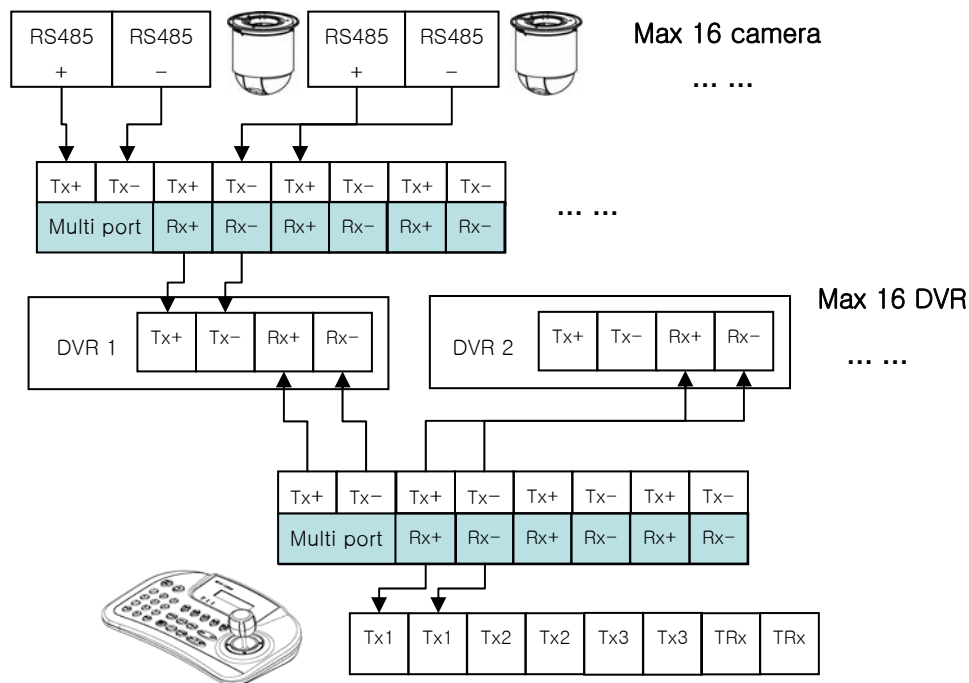 RS485 RS485 RS485 RS485 Max 16 camera
+ − + − ... ...
Tx+ Tx− Tx+ Tx− Tx+ Tx− Tx+ Tx−
Multi port Rx+ Rx− Rx+ Rx− Rx+ Rx− ... ...
Max 16 DVR
DVR 1 Tx+ Tx− Rx+ Rx− DVR 2 Tx+ Tx− Rx+ Rx− ... ...
Tx+ Tx− Tx+ Tx− Tx+ Tx− Tx+ Tx−
Multi port Rx+ Rx− Rx+ Rx− Rx+ Rx−
Tx1 Tx1 Tx2 Tx2 Tx3 Tx3 TRx TRx